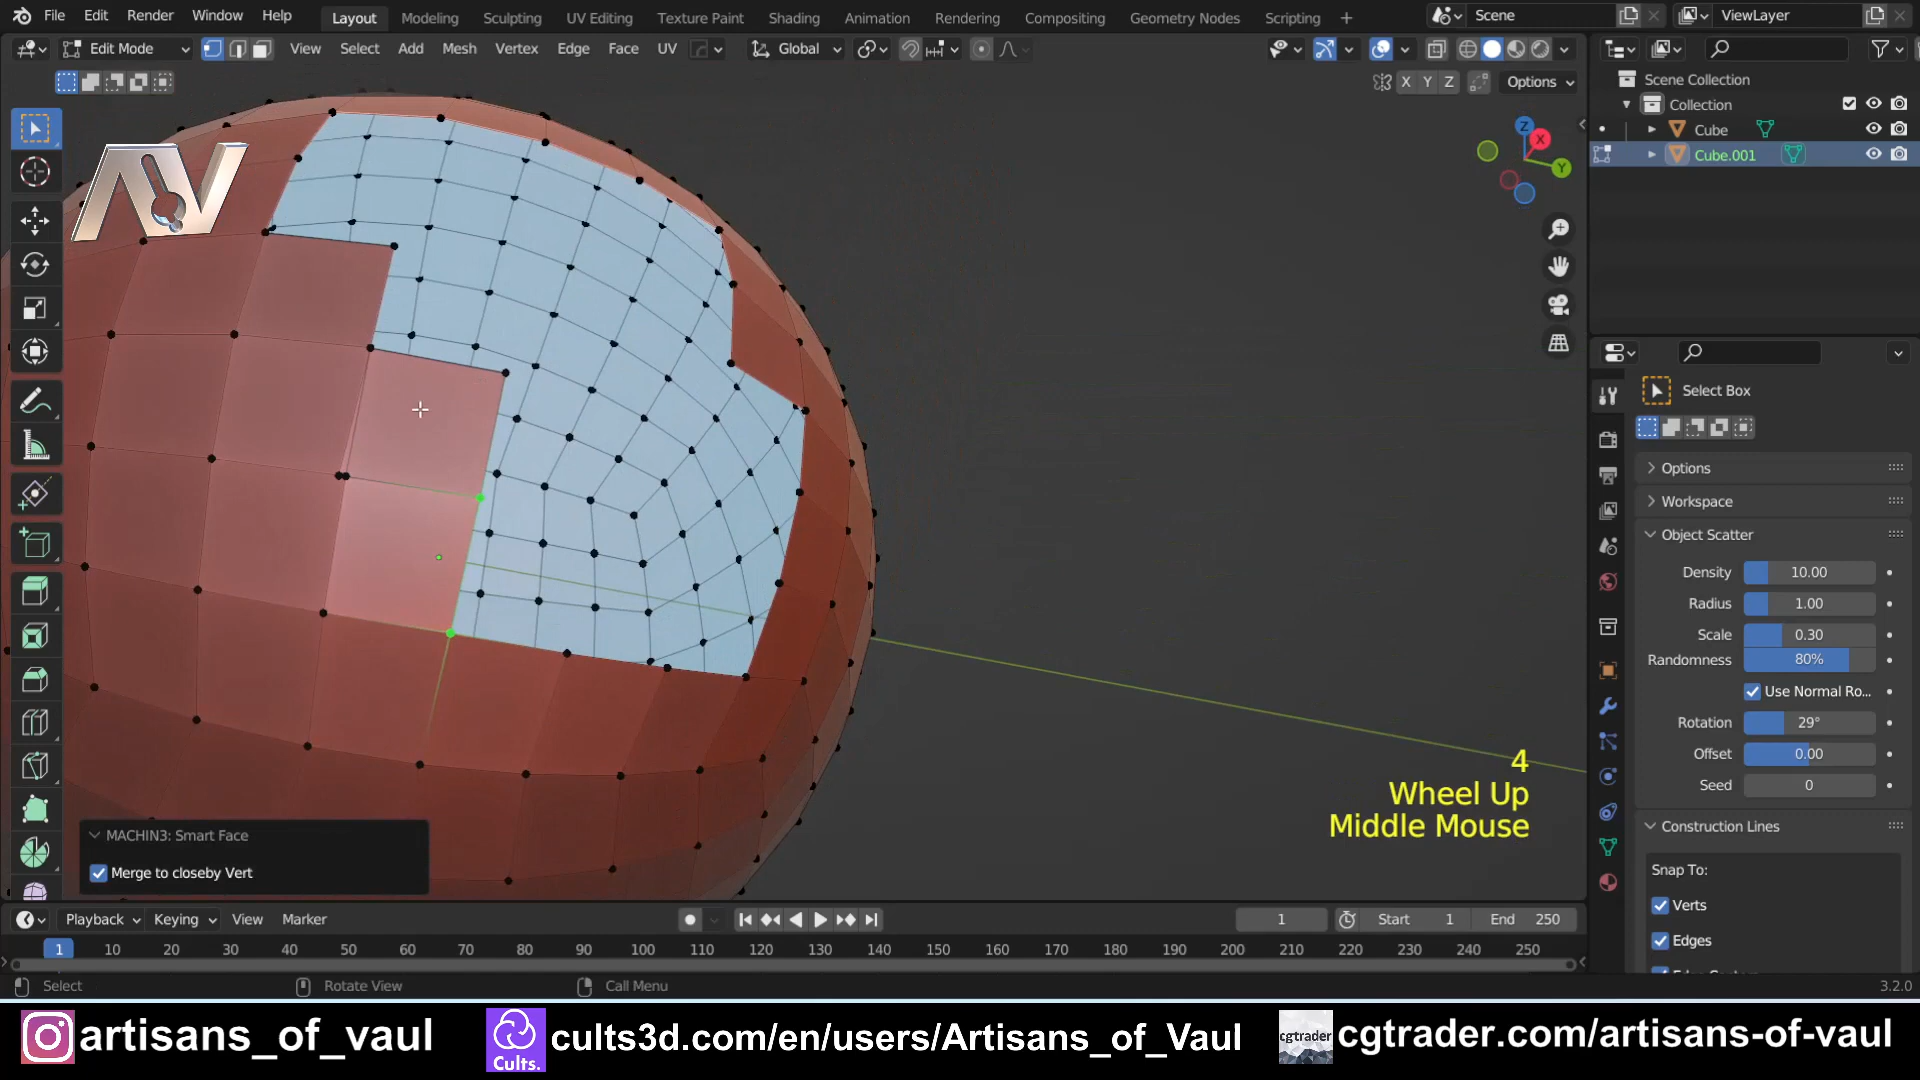 File Edit Render Window Help Layout Modeling Sculpting UV Editing Texture Paint Shading Animation Rendering Compositing Geometry Nodes Scripting + Scene ViewLayer
Edit Mode View Select Add Mesh Vertex Edge Face UV Global
X Y Z Options
Scene Collection
Collection
Cube
Cube.001
Z X Y
AV
Select Box
Options
Workspace
Object Scatter
Density 10.00
Radius 1.00
Scale 0.30
Randomness 80%
Use Normal Ro...
Rotation 29°
Offset 0.00
Seed 0
Construction Lines
Snap To:
Verts
Edges
4
Wheel Up
Middle Mouse
MACHIN3: Smart Face
Merge to closeby Vert
Playback Keying View Marker 1 Start 1 End 250
1 10 20 30 40 50 60 70 80 90 100 110 120 130 140 150 160 170 180 190 200 210 220 230 240 250
Select Rotate View Call Menu 3.2.0
artisans_of_vaul Cults. cults3d.com/en/users/Artisans_of_Vaul cgtrader cgtrader.com/artisans-of-vaul